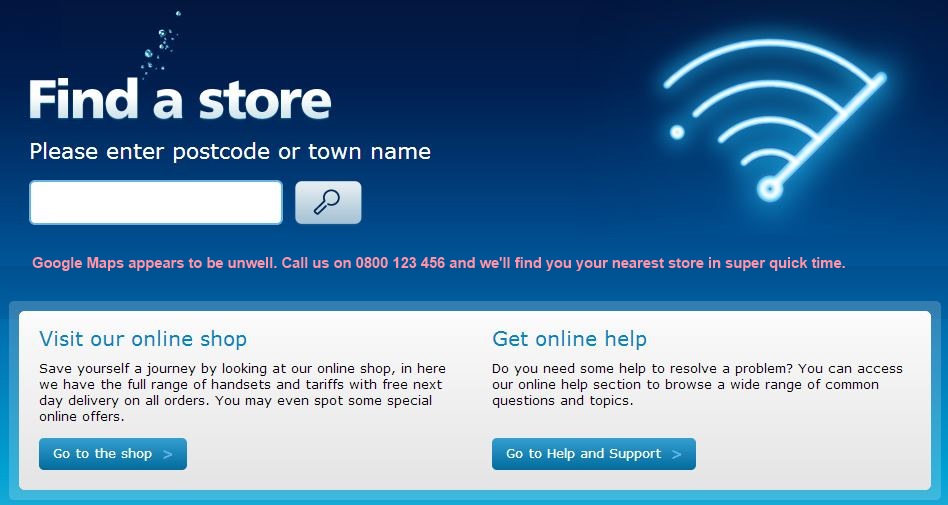 Find a store
Please enter postcode or town name
Google Maps appears to be unwell. Call us on 0800 123 456 and we'll find you your nearest store in super quick time.
Visit our online shop
Save yourself a journey by looking at our online shop, in here
we have the full range of handsets and tariffs with free next
day delivery on all orders. You may even spot some special
online offers.
Go to the shop >
Get online help
Do you need some help to resolve a problem? You can access
our online help section to browse a wide range of common
questions and topics.
Go to Help and Support >